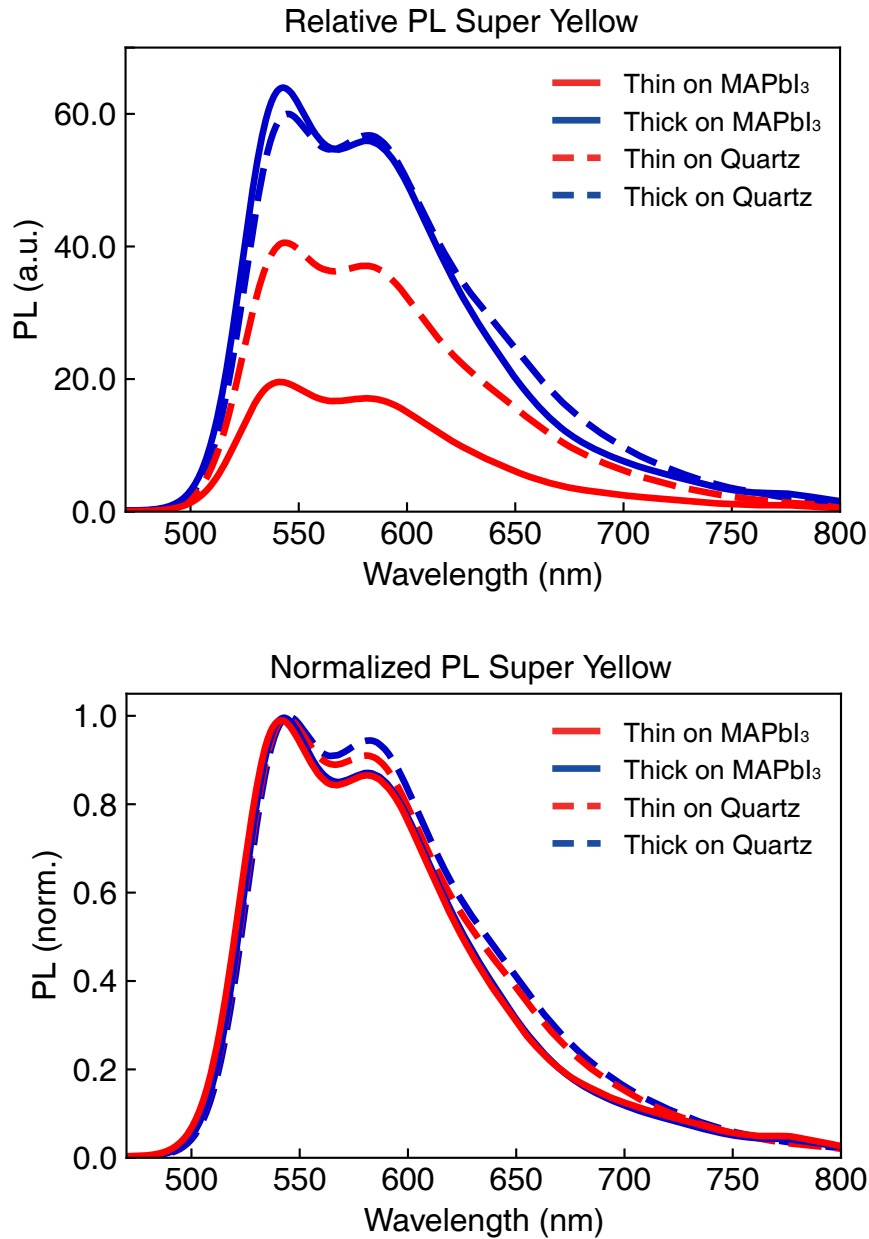 Relative PL Super Yellow
60.0
40.0
20.0
0.0
PL (a.u.)
Thin on MAPbI₃
Thick on MAPbI₃
Thin on Quartz
Thick on Quartz
500 550 600 650 700 750 800
Wavelength (nm)
Normalized PL Super Yellow
1.0
0.8
0.6
0.4
0.2
0.0
PL (norm.)
Thin on MAPbI₃
Thick on MAPbI₃
Thin on Quartz
Thick on Quartz
500 550 600 650 700 750 800
Wavelength (nm)